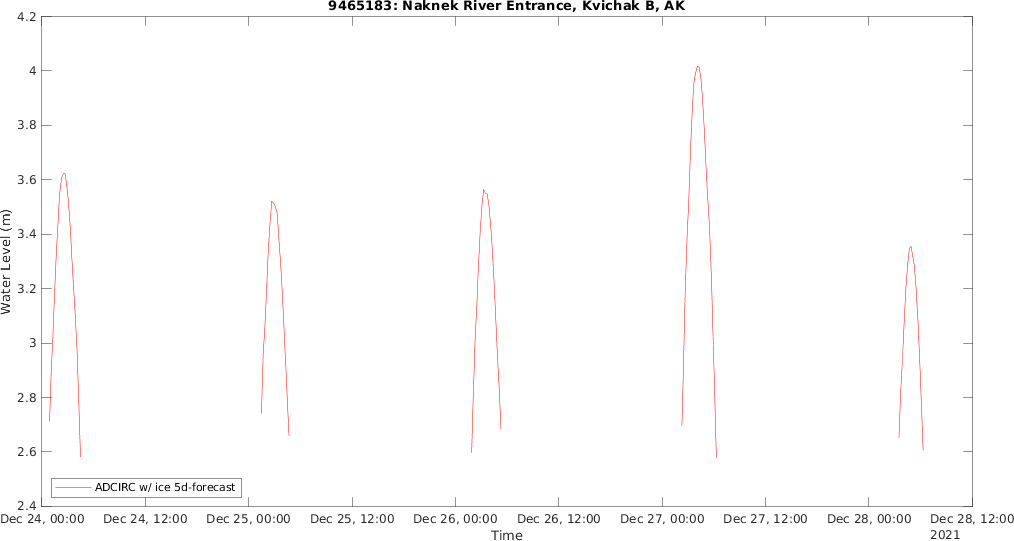 9465183: Naknek River Entrance, Kvichak B, AK
Water Level (m)
4.2
4
3.8
3.6
3.4
3.2
3
2.8
2.6
2.4
ADCIRC w/ ice 5d-forecast
Dec 24, 00:00 Dec 24, 12:00 Dec 25, 00:00 Dec 25, 12:00 Dec 26, 00:00 Dec 26, 12:00 Dec 27, 00:00 Dec 27, 12:00 Dec 28, 00:00 Dec 28, 12:00
Time
2021